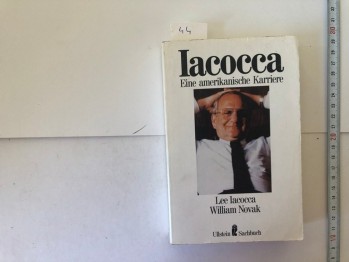 44
Iacocca
Eine amerikanische Karriere
Lee Iacocca
William Novak
Ullstein Sachbuch